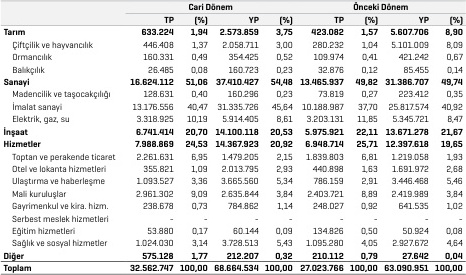 Cari Dönem Önceki Dönem
TP (%) YP (%) TP (%) YP (%)
Tarım 633.224 1,94 2.573.859 3,75 423.082 1,57 5.607.706 8,90
Çiftçilik ve hayvancılık 446.408 1,37 2.058.711 3,00 280.232 1,04 5.101.009 8,09
Ormancılık 160.331 0,49 354.425 0,52 109.974 0,41 421.242 0,67
Balıkçılık 26.485 0,08 160.723 0,23 32.876 0,12 85.455 0,14
Sanayi 16.624.112 51,06 37.410.427 54,48 13.465.937 49,82 31.386.707 49,74
Madencilik ve taşocakçılığı 128.631 0,40 160.296 0,23 73.819 0,27 223.412 0,35
İmalat sanayi 13.176.556 40,47 31.335.726 45,64 10.188.987 37,70 25.817.574 40,92
Elektrik, gaz, su 3.318.925 10,19 5.914.405 8,61 3.203.131 11,85 5.345.721 8,47
İnşaat 6.741.414 20,70 14.100.118 20,53 5.975.921 22,11 13.671.278 21,67
Hizmetler 7.988.869 24,53 14.367.923 20,92 6.948.714 25,71 12.397.618 19,65
Toptan ve perakende ticaret 2.261.631 6,95 1.479.205 2,15 1.839.803 6,81 1.219.058 1,93
Otel ve lokanta hizmetleri 355.821 1,09 2.013.795 2,93 440.898 1,63 1.691.972 2,68
Ulaştırma ve haberleşme 1.093.527 3,36 3.665.560 5,34 786.159 2,91 3.446.468 5,46
Mali kuruluşlar 2.961.302 9,09 2.635.844 3,84 2.403.721 8,89 2.419.989 3,84
Gayrimenkul ve kira. hizm. 238.678 0,73 784.862 1,14 248.027 0,92 641.535 1,02
Serbest meslek hizmetleri - - - - - - - -
Eğitim hizmetleri 53.880 0,17 60.144 0,09 134.826 0,50 50.924 0,08
Sağlık ve sosyal hizmetler 1.024.030 3,14 3.728.513 5,43 1.095.280 4,05 2.927.672 4,64
Diğer 575.128 1,77 212.207 0,32 210.112 0,79 27.642 0,04
Toplam 32.562.747 100,00 68.664.534 100,00 27.023.766 100,00 63.090.951 100,00